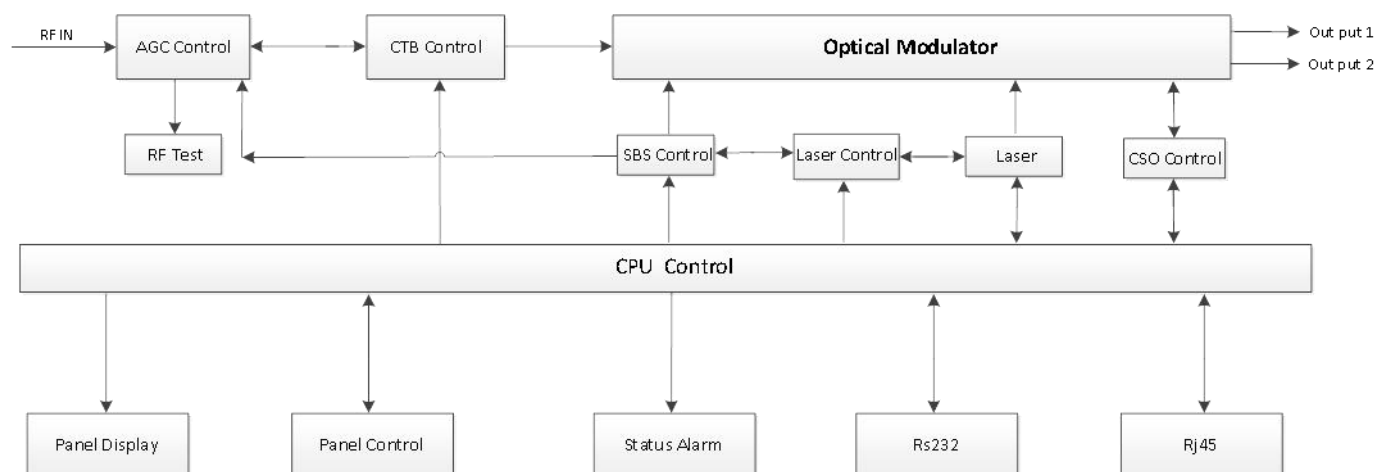 RF IN
AGC Control
CTB Control
Optical Modulator
Out put 1
Out put 2
RF Test
SBS Control
Laser Control
Laser
CSO Control
CPU Control
Panel Display
Panel Control
Status Alarm
Rs232
Rj45